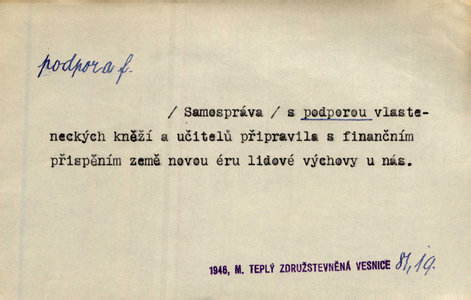 podpora f.
/ Samospráva / s podporou vlaste-
neckých kněží a učitelů připravila s finančním
přispěním země novou éru lidové výchovy u nás.
1946, M. TEPLÝ ZDRUŽSTEVNĚNÁ VESNICE 81,19.